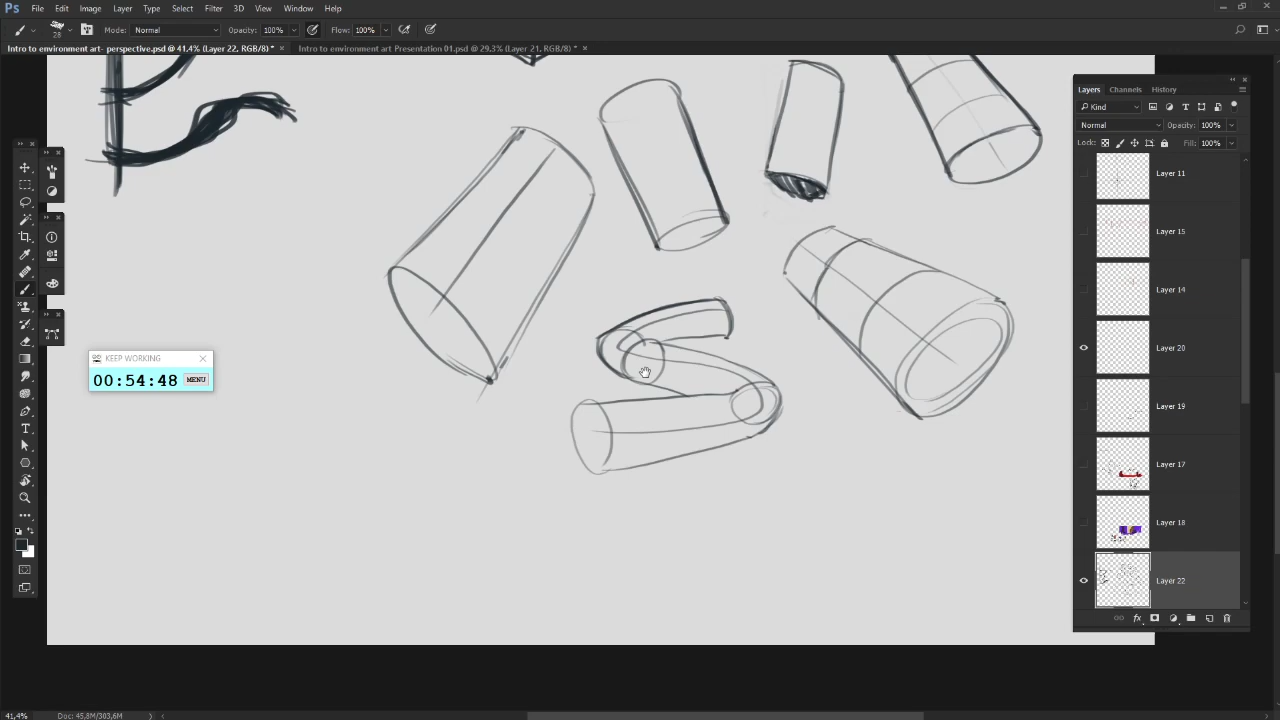 Ps File Edit Image Layer Type Select Filter 3D View Window Help
28 Mode: Normal Opacity: 100% Flow: 100%
Intro to environment art- perspective.psd @ 41,4% (Layer 22, RGB/8) * × Intro to environment art Presentation 01.psd @ 29,3% (Layer 21, RGB/8) * ×
Layers Channels History
Kind
Normal Opacity: 100%
Lock: Fill: 100%
Layer 11
Layer 15
Layer 14
Layer 20
Layer 19
Layer 17
Layer 18
Layer 22
KEEP WORKING
00:54:48 MENU
41,4% Doc: 45,8M/303,6M